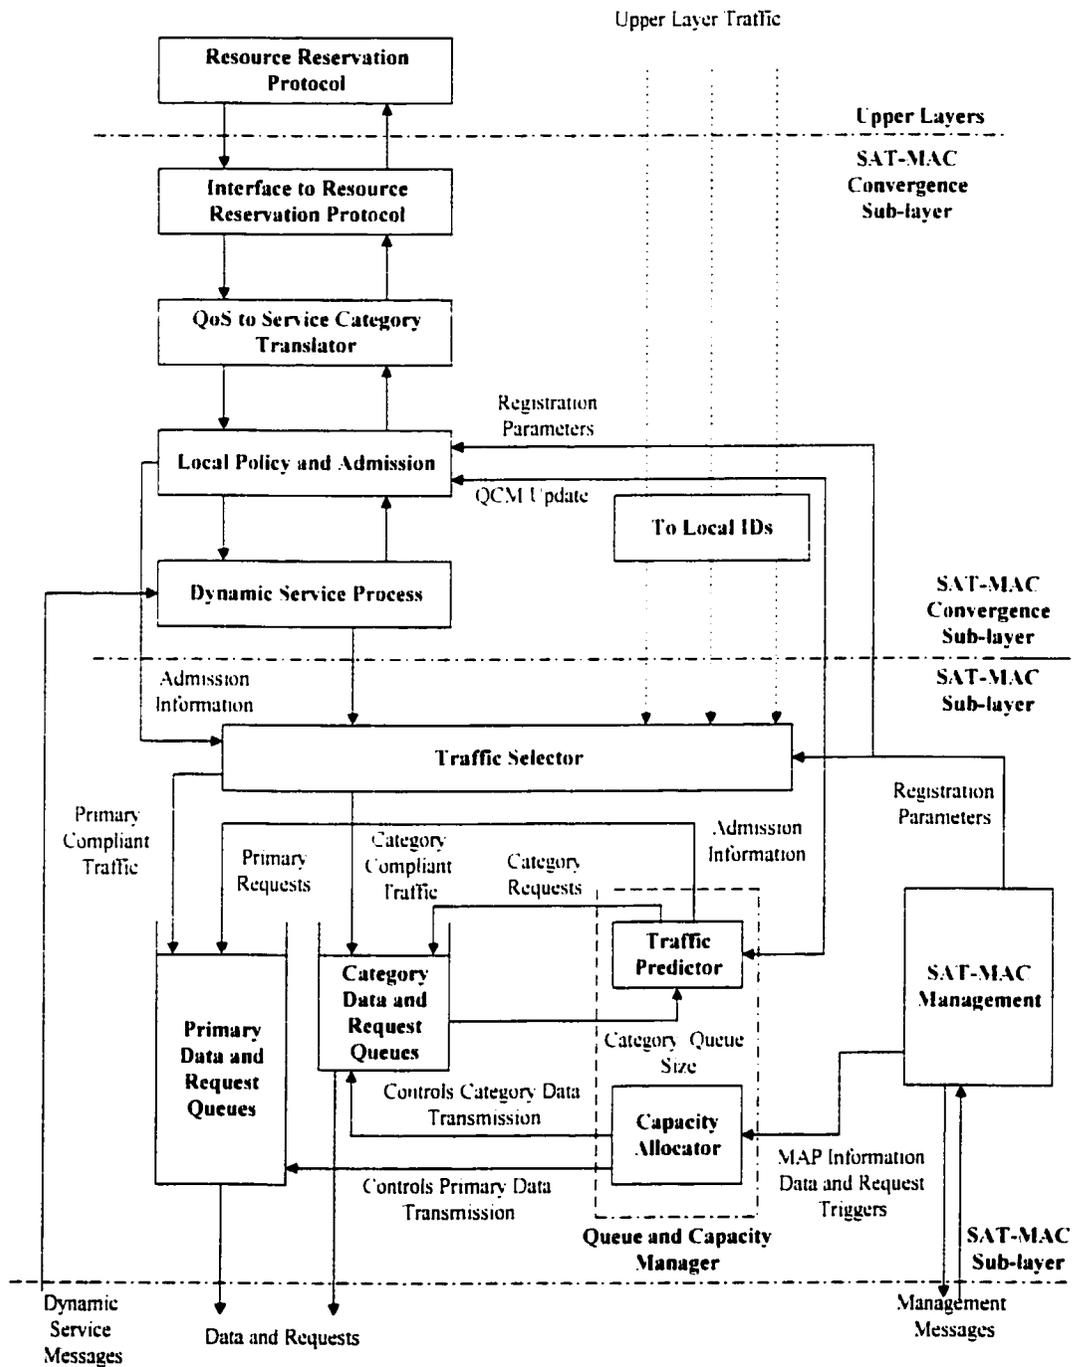 Upper Layer Traffic
Resource Reservation
Protocol
Upper Layers
SAT-MAC
Convergence
Sub-layer
Interface to Resource
Reservation Protocol
QoS to Service Category
Translator
Registration
Parameters
Local Policy and Admission
QCM Update
To Local IDs
Dynamic Service Process
SAT-MAC
Convergence
Sub-layer
SAT-MAC
Sub-layer
Admission
Information
Traffic Selector
Registration
Parameters
Primary
Compliant
Traffic
Primary
Requests
Category
Compliant
Traffic
Category
Requests
Admission
Information
Traffic
Predictor
SAT-MAC
Management
Category
Data and
Request
Queues
Primary
Data and
Request
Queues
Category Queue
Size
Controls Category Data
Transmission
Capacity
Allocator
MAP Information
Data and Request
Triggers
Controls Primary Data
Transmission
Queue and Capacity
Manager
SAT-MAC
Sub-layer
Dynamic
Service
Messages
Data and Requests
Management
Messages